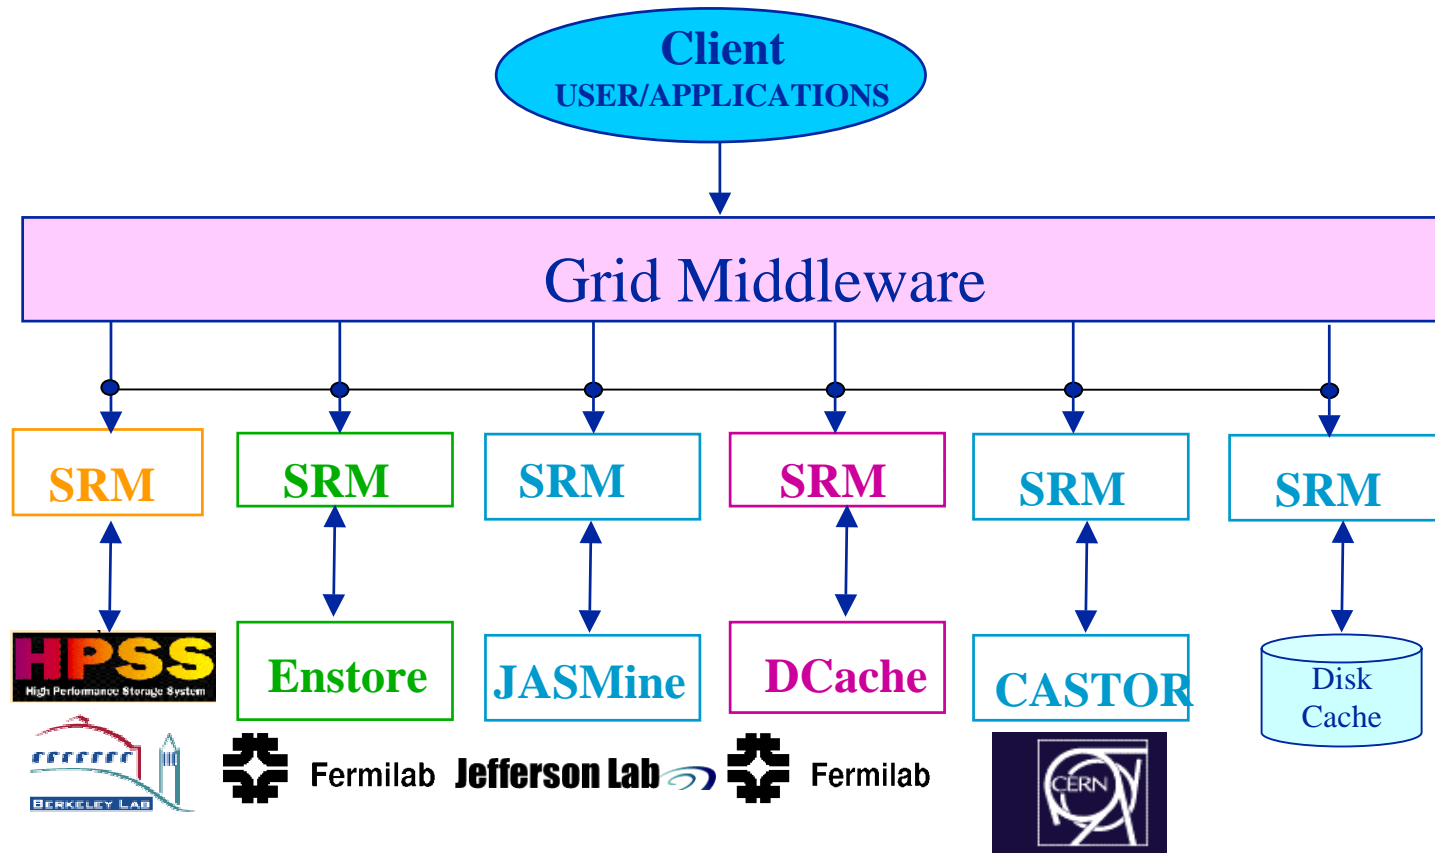 Client
USER/APPLICATIONS
Grid Middleware
SRM SRM SRM SRM SRM SRM
HPSS
High Performance Storage System
Enstore
JASMine
DCache
CASTOR
Disk
Cache
BERKELEY LAB
Fermilab
Jefferson Lab
Fermilab
CERN